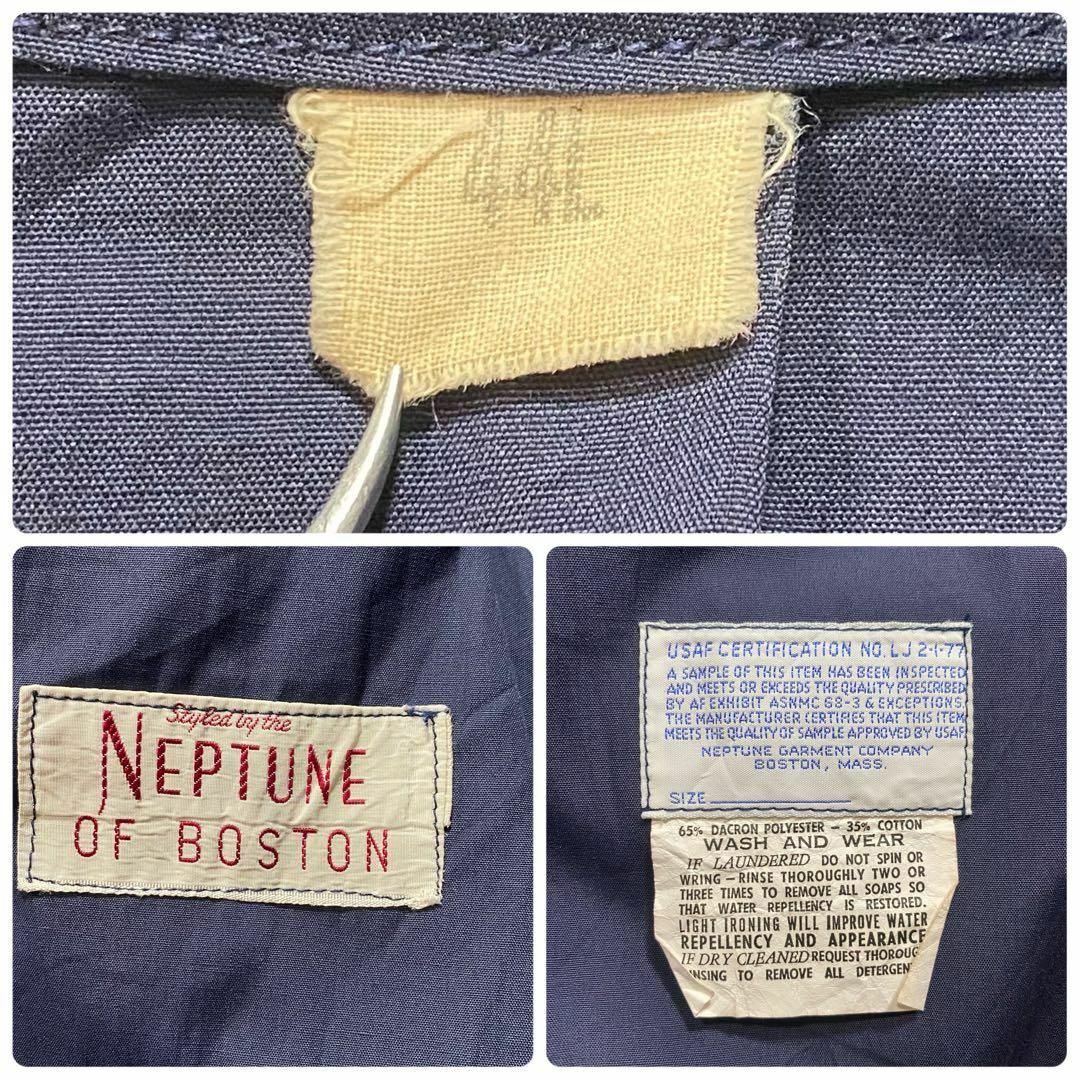 Styled by the
NEPTUNE
OF BOSTON
USAF CERTIFICATION NO. LJ 2-1-77
A SAMPLE OF THIS ITEM HAS BEEN INSPECTED
AND MEETS OR EXCEEDS THE QUALITY PRESCRIBED
BY AF EXHIBIT ASNMC 68-3 & EXCEPTIONS.
THE MANUFACTURER CERTIFIES THAT THIS ITEM
MEETS THE QUALITY OF SAMPLE APPROVED BY USAF.
NEPTUNE GARMENT COMPANY
BOSTON, MASS.
SIZE
65% DACRON POLYESTER – 35% COTTON
WASH AND WEAR
IF LAUNDERED DO NOT SPIN OR
WRING – RINSE THOROUGHLY TWO OR
THREE TIMES TO REMOVE ALL SOAPS SO
THAT WATER REPELLENCY IS RESTORED.
LIGHT IRONING WILL IMPROVE WATER
REPELLENCY AND APPEARANCE
IF DRY CLEANED REQUEST THOROUG
NSING TO REMOVE ALL DETERGEN